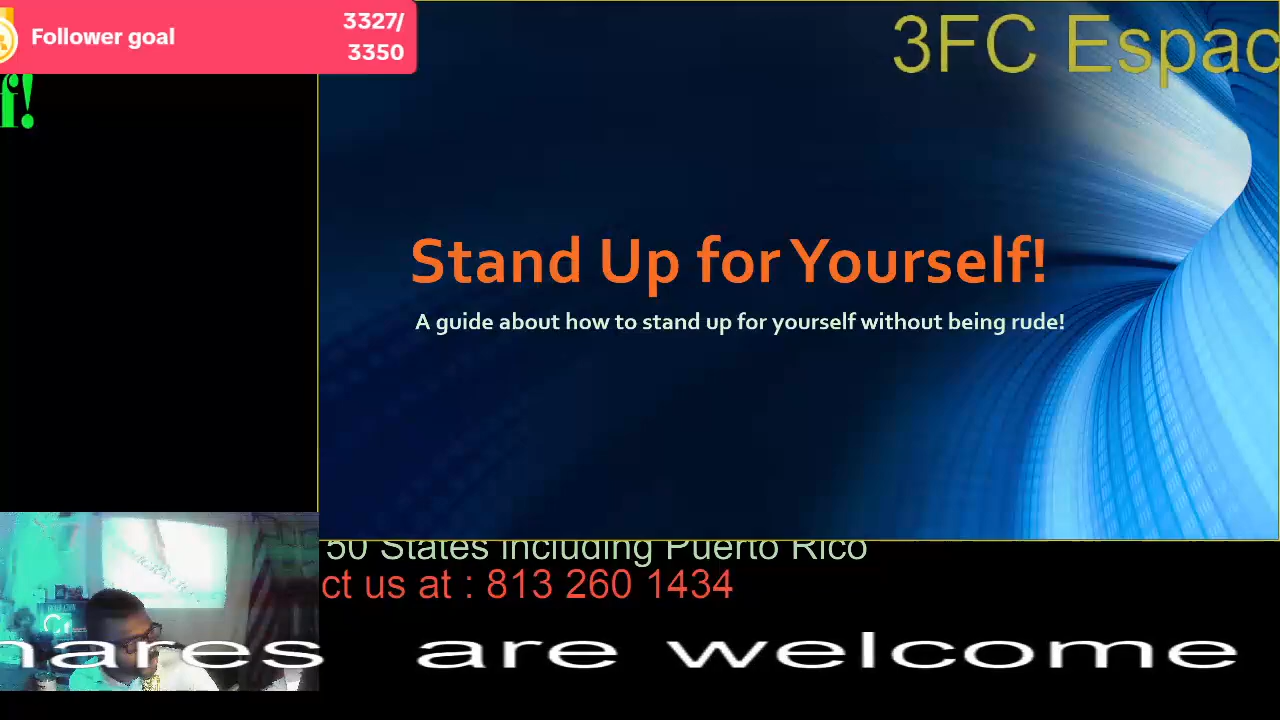 Follower goal
3327/
3350
3FC Espac
f!
Stand Up for Yourself!
A guide about how to stand up for yourself without being rude!
50 States Including Puerto Rico
ct us at : 813 260 1434
hares are welcome